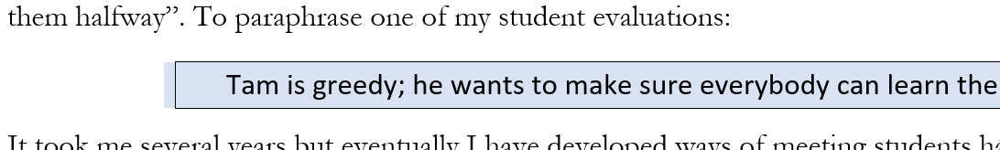 them halfway”. To paraphrase one of my student evaluations:
Tam is greedy; he wants to make sure everybody can learn the
It took me several years but eventually I have developed ways of meeting students